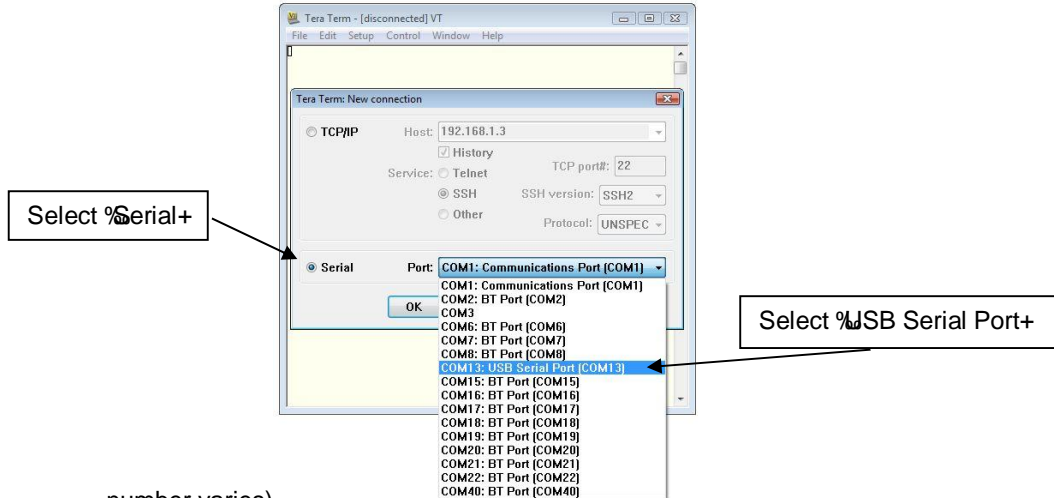 Tera Term - [disconnected] VT
File Edit Setup Control Window Help
Tera Term: New connection
TCP/IP
Host: 192.168.1.3
History
Service: Telnet
TCP port#: 22
SSH
SSH version: SSH2
Other
Protocol: UNSPEC
Select ‰Serial+
Serial
Port: COM1: Communications Port (COM1)
OK
COM1: Communications Port (COM1)
COM2: BT Port (COM2)
COM3
COM6: BT Port (COM6)
COM7: BT Port (COM7)
COM8: BT Port (COM8)
COM13: USB Serial Port (COM13)
COM15: BT Port (COM15)
COM16: BT Port (COM16)
COM17: BT Port (COM17)
COM18: BT Port (COM18)
COM19: BT Port (COM19)
COM20: BT Port (COM20)
COM21: BT Port (COM21)
COM22: BT Port (COM22)
COM40: BT Port (COM40)
Select ‰USB Serial Port+
number varies)